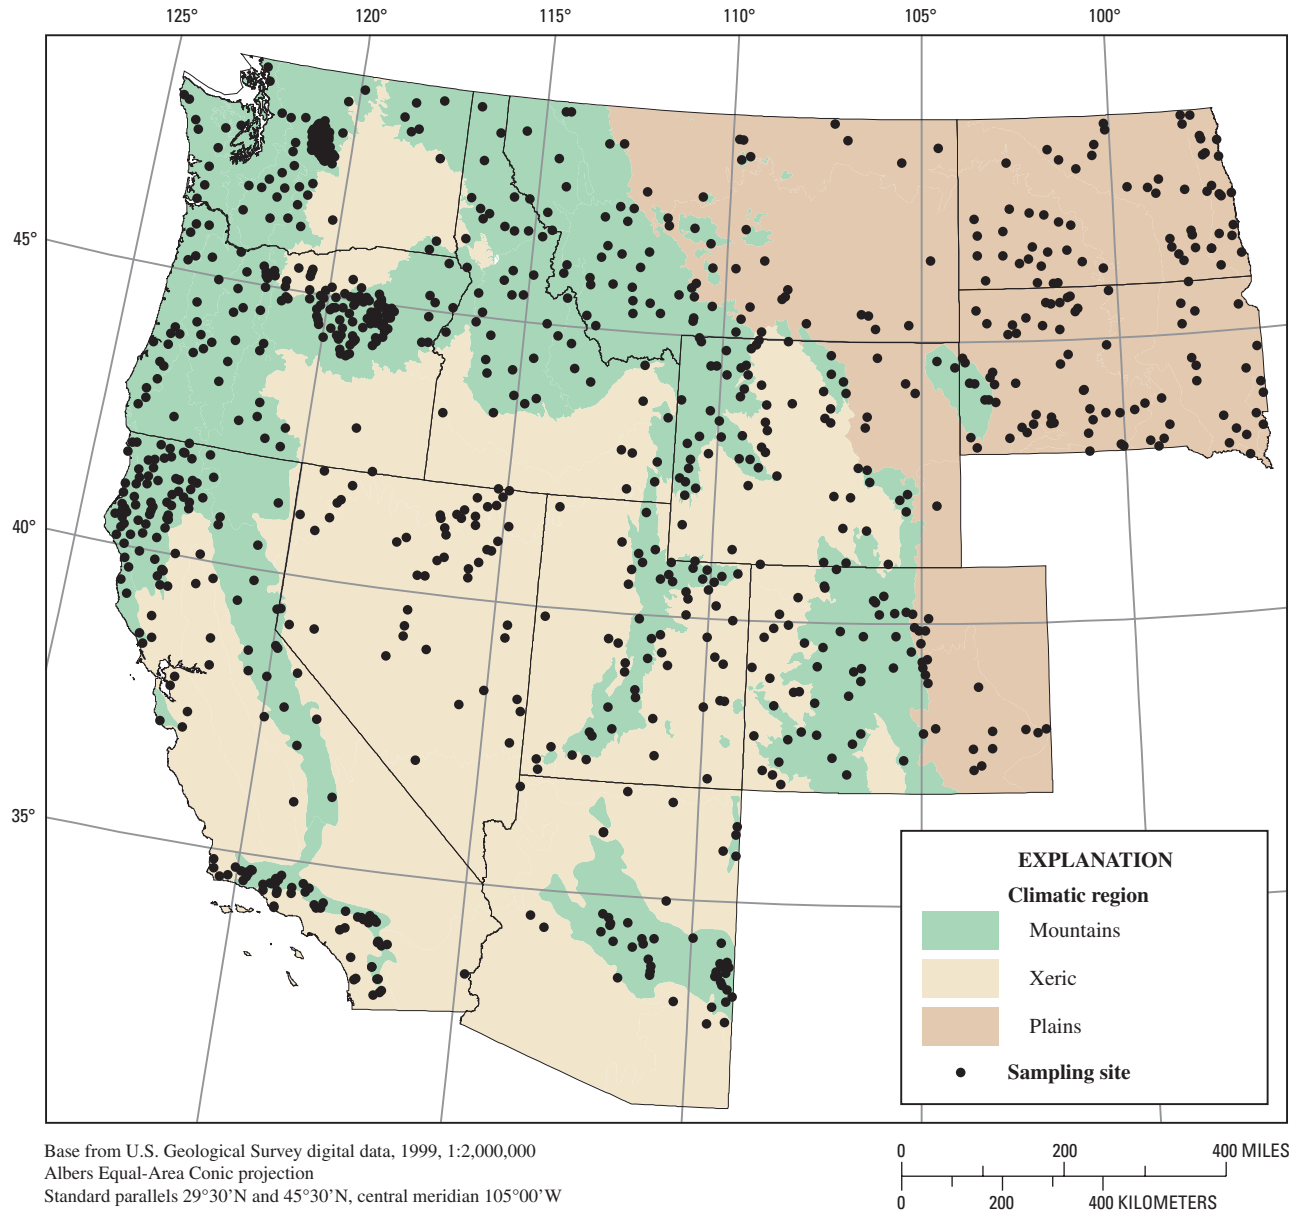 125° 120° 115° 110° 105° 100°
45°
40°
35°
EXPLANATION
Climatic region
Mountains
Xeric
Plains
Sampling site
Base from U.S. Geological Survey digital data, 1999, 1:2,000,000
Albers Equal-Area Conic projection
Standard parallels 29°30'N and 45°30'N, central meridian 105°00'W
0 200 400 MILES
0 200 400 KILOMETERS